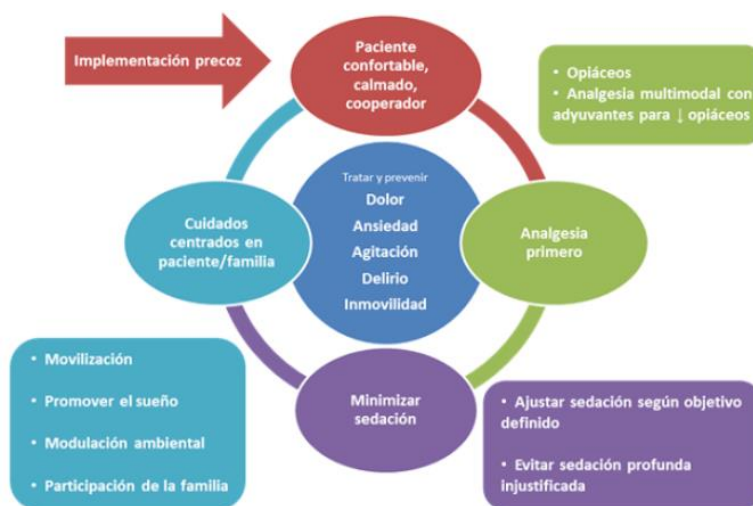 Implementación precoz
Paciente
confortable,
calmado,
cooperador
• Opiáceos
• Analgesia multimodal con
adyuvantes para ↓ opiáceos
Tratar y prevenir
Dolor
Ansiedad
Agitación
Delirio
Inmovilidad
Cuidados
centrados en
paciente/familia
Analgesia
primero
• Movilización
• Promover el sueño
• Modulación ambiental
• Participación de la familia
Minimizar
sedación
• Ajustar sedación según objetivo
definido
• Evitar sedación profunda
injustificada